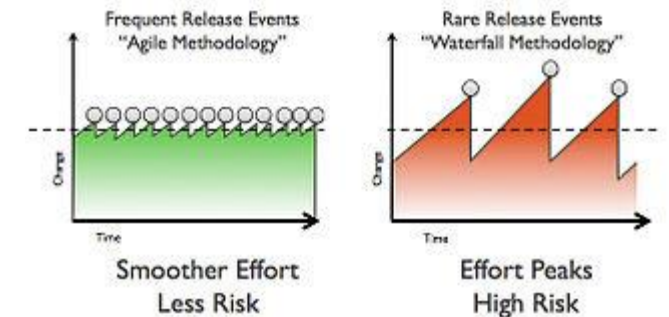 Frequent Release Events
"Agile Methodology"
Change
Time
Smoother Effort
Less Risk
Rare Release Events
"Waterfall Methodology"
Change
Time
Effort Peaks
High Risk